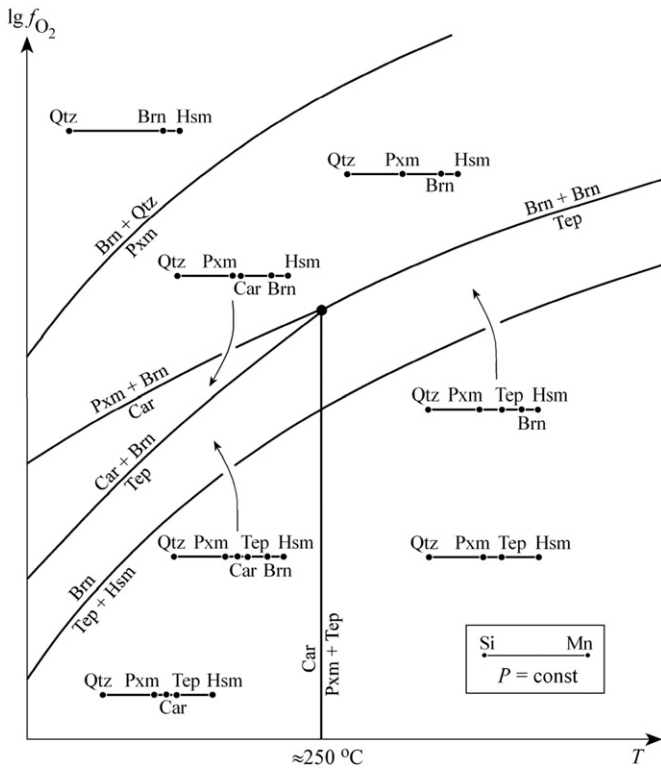 lg fO2
Qtz Brn Hsm
Qtz Pxm Hsm
Brn
Brn + Qtz
Pxm
Brn + Brn
Tep
Qtz Pxm Hsm
Car Brn
Pxm + Brn
Car
Qtz Pxm Tep Hsm
Brn
Car + Brn
Tep
Qtz Pxm Tep Hsm
Car Brn
Qtz Pxm Tep Hsm
Brn
Tep + Hsm
Car
Pxm + Tep
Si Mn
P = const
Qtz Pxm Tep Hsm
Car
≈250 °C
T